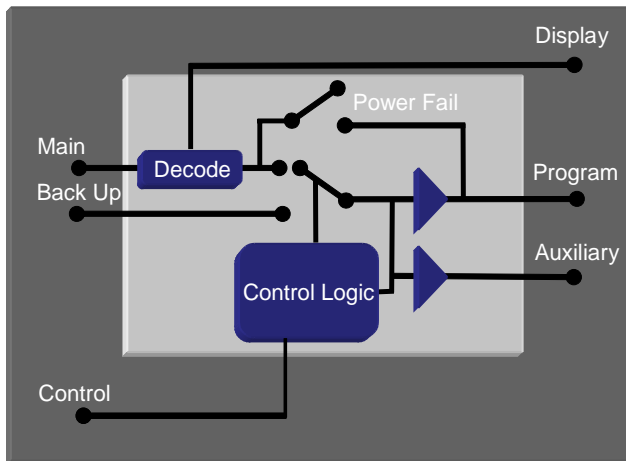 Display
Power Fail
Main
Decode
Program
Back Up
Auxiliary
Control Logic
Control